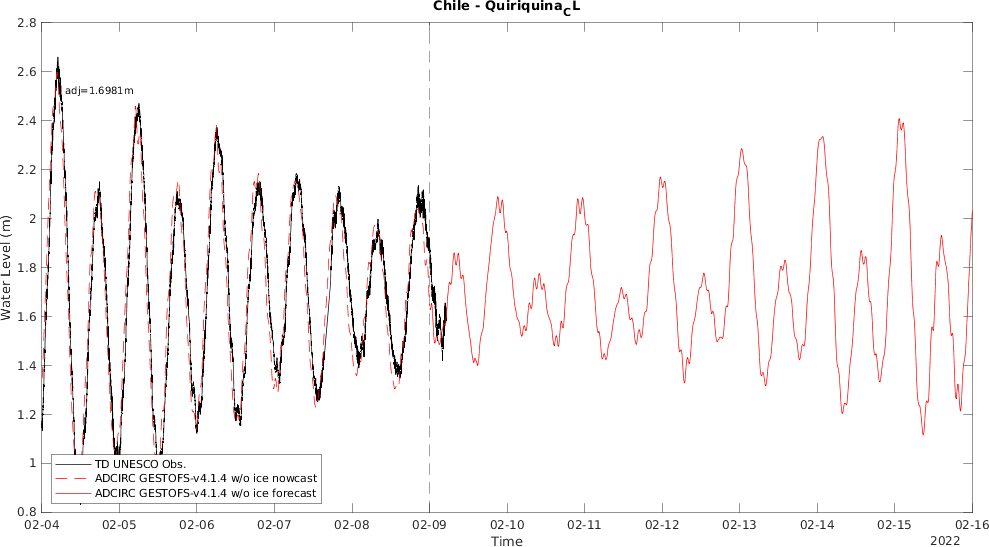 Chile - Quiriquina_CL
2.8
2.6
2.4
2.2
2
1.8
1.6
1.4
1.2
1
0.8
Water Level (m)
adj=1.6981m
TD UNESCO Obs.
ADCIRC GESTOFS-v4.1.4 w/o ice nowcast
ADCIRC GESTOFS-v4.1.4 w/o ice forecast
02-04 02-05 02-06 02-07 02-08 02-09 02-10 02-11 02-12 02-13 02-14 02-15 02-16
Time
2022